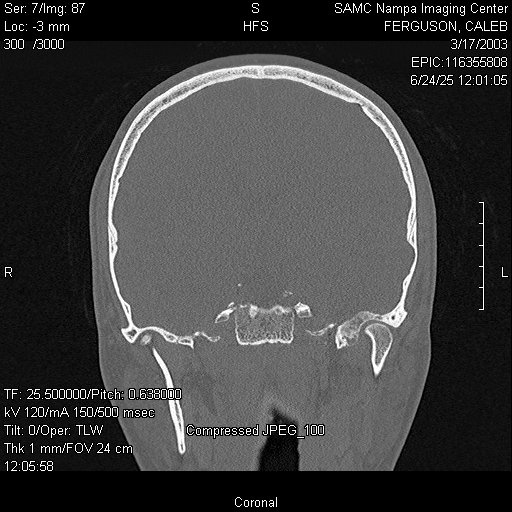 Ser: 7/Img: 87
Loc: -3 mm
300 /3000
S
HFS
SAMC Nampa Imaging Center
FERGUSON, CALEB
3/17/2003
EPIC:116355808
6/24/25 12:01:05
R
L
TF: 25.500000/Pitch: 0.638000
kV 120/mA 150/500 msec
Tilt: 0/Oper: TLW
Thk 1 mm/FOV 24 cm
12:05:58
Compressed JPEG_100
Coronal